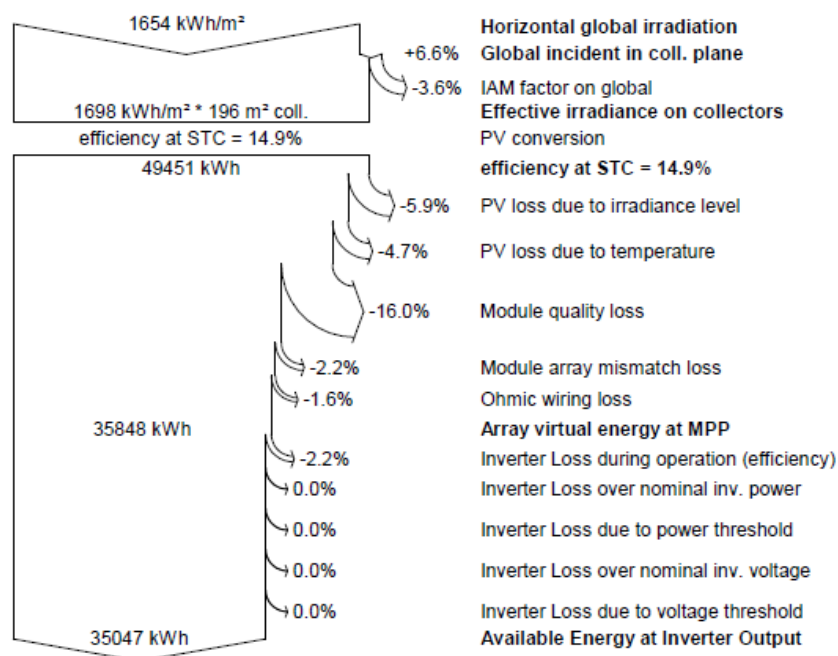 1654 kWh/m² Horizontal global irradiation
+6.6% Global incident in coll. plane
-3.6% IAM factor on global
1698 kWh/m² * 196 m² coll. Effective irradiance on collectors
efficiency at STC = 14.9% PV conversion
49451 kWh efficiency at STC = 14.9%
-5.9% PV loss due to irradiance level
-4.7% PV loss due to temperature
-16.0% Module quality loss
-2.2% Module array mismatch loss
-1.6% Ohmic wiring loss
35848 kWh Array virtual energy at MPP
-2.2% Inverter Loss during operation (efficiency)
0.0% Inverter Loss over nominal inv. power
0.0% Inverter Loss due to power threshold
0.0% Inverter Loss over nominal inv. voltage
0.0% Inverter Loss due to voltage threshold
35047 kWh Available Energy at Inverter Output